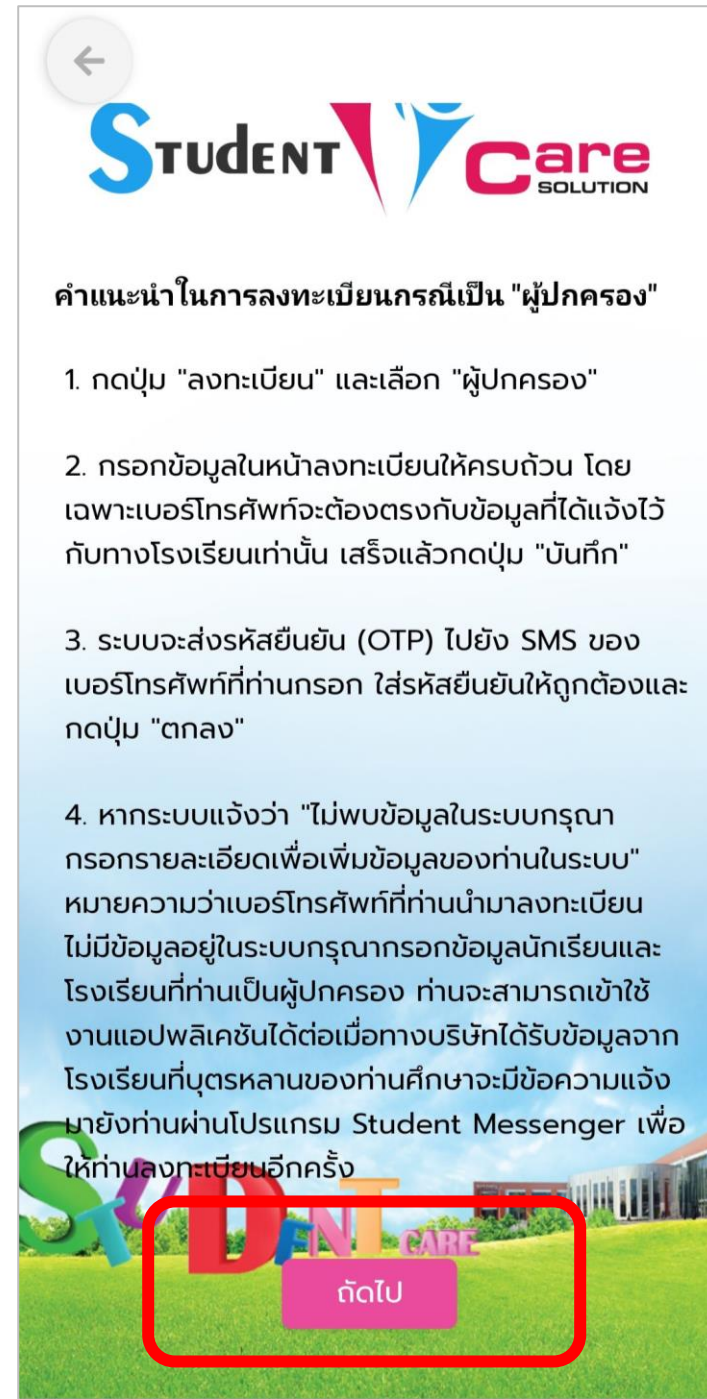 STUDENT Care
SOLUTION
คำแนะนำในการลงทะเบียนกรณีเป็น "ผู้ปกครอง"
1. กดปุ่ม "ลงทะเบียน" และเลือก "ผู้ปกครอง"
2. กรอกข้อมูลในหน้าลงทะเบียนให้ครบถ้วน โดย
เฉพาะเบอร์โทรศัพท์จะต้องตรงกับข้อมูลที่ได้แจ้งไว้
กับทางโรงเรียนเท่านั้น เสร็จแล้วกดปุ่ม "บันทึก"
3. ระบบจะส่งรหัสยืนยัน (OTP) ไปยัง SMS ของ
เบอร์โทรศัพท์ที่ท่านกรอก ใส่รหัสยืนยันให้ถูกต้องและ
กดปุ่ม "ตกลง"
4. หากระบบแจ้งว่า "ไม่พบข้อมูลในระบบกรุณา
กรอกรายละเอียดเพื่อเพิ่มข้อมูลของท่านในระบบ"
หมายความว่าเบอร์โทรศัพท์ที่ท่านนำมาลงทะเบียน
ไม่มีข้อมูลอยู่ในระบบกรุณากรอกข้อมูลนักเรียนและ
โรงเรียนที่ท่านเป็นผู้ปกครอง ท่านจะสามารถเข้าใช้
งานแอปพลิเคชันได้ต่อเมื่อทางบริษัทได้รับข้อมูลจาก
โรงเรียนที่บุตรหลานของท่านศึกษาจะมีข้อความแจ้ง
มายังท่านผ่านโปรแกรม Student Messenger เพื่อ
ให้ท่านลงทะเบียนอีกครั้ง
STUDENT CARE
ถัดไป